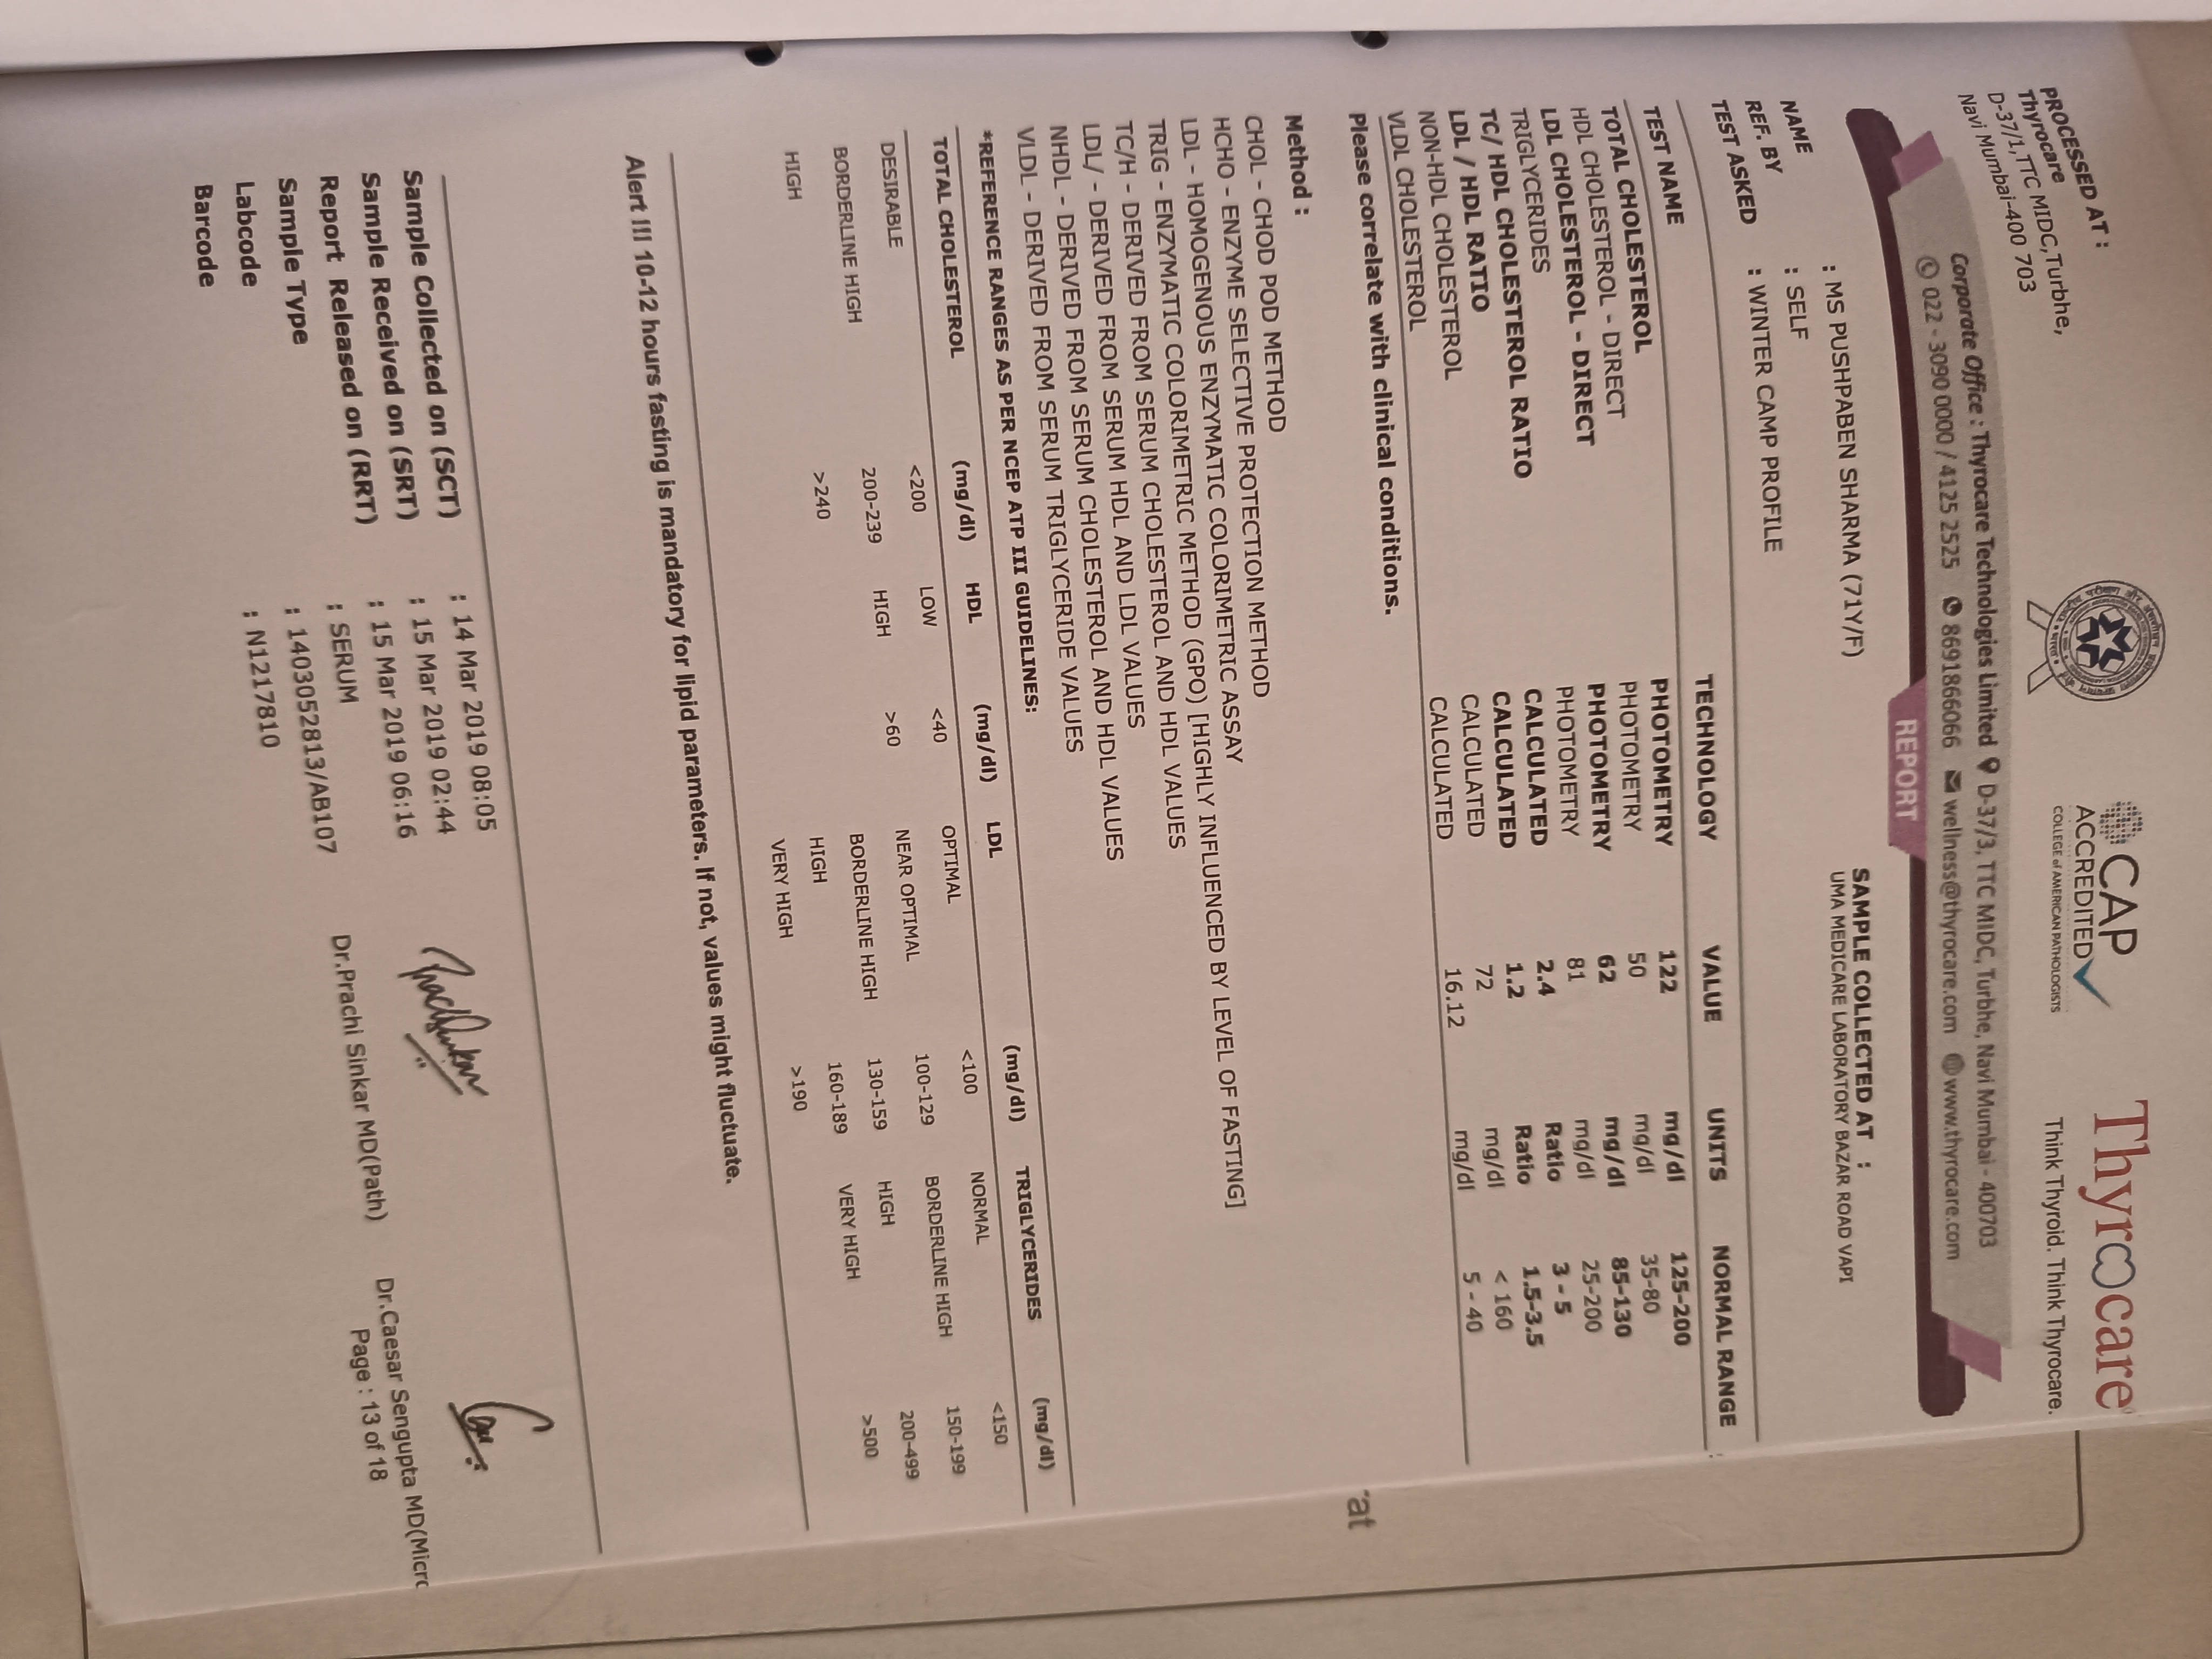 PROCESSED AT :
Thyrocare
D-37/1,TTC MIDC,Turbhe,
Navi Mumbai-400 703
CAP
ACCREDITED
COLLEGE of AMERICAN PATHOLOGISTS
Thyrocare
Think Thyroid. Think Thyrocare.
Corporate Office : Thyrocare Technologies Limited D-37/3, TTC MIDC, Turbhe, Navi Mumbai - 400703
022 - 3090 0000 / 4125 2525 8691866066 wellness@thyrocare.com www.thyrocare.com
REPORT
NAME : MS PUSHPABEN SHARMA (71Y/F)
REF. BY : SELF
TEST ASKED : WINTER CAMP PROFILE
SAMPLE COLLECTED AT :
UMA MEDICARE LABORATORY BAZAR ROAD VAPI
TEST NAME TECHNOLOGY VALUE UNITS NORMAL RANGE
TOTAL CHOLESTEROL PHOTOMETRY 122 mg/dl 125-200
HDL CHOLESTEROL - DIRECT PHOTOMETRY 50 mg/dl 35-80
LDL CHOLESTEROL - DIRECT PHOTOMETRY 62 mg/dl 85-130
TRIGLYCERIDES PHOTOMETRY 81 mg/dl 25-200
TC/ HDL CHOLESTEROL RATIO CALCULATED 2.4 Ratio 3 - 5
LDL / HDL RATIO CALCULATED 1.2 Ratio 1.5-3.5
NON-HDL CHOLESTEROL CALCULATED 72 mg/dl < 160
VLDL CHOLESTEROL CALCULATED 16.12 mg/dl 5 - 40
Please correlate with clinical conditions.
rat
Method :
CHOL - CHOD POD METHOD
HCHO - ENZYME SELECTIVE PROTECTION METHOD
LDL - HOMOGENOUS ENZYMATIC COLORIMETRIC ASSAY
TRIG - ENZYMATIC COLORIMETRIC METHOD (GPO) [HIGHLY INFLUENCED BY LEVEL OF FASTING]
TC/H - DERIVED FROM SERUM CHOLESTEROL AND HDL VALUES
LDL/ - DERIVED FROM SERUM HDL AND LDL VALUES
NHDL - DERIVED FROM SERUM CHOLESTEROL AND HDL VALUES
VLDL - DERIVED FROM SERUM TRIGLYCERIDE VALUES
*REFERENCE RANGES AS PER NCEP ATP III GUIDELINES:
TOTAL CHOLESTEROL (mg/dl) HDL (mg/dl) LDL (mg/dl) TRIGLYCERIDES (mg/dl)
DESIRABLE <200 LOW <40 OPTIMAL <100 NORMAL <150
BORDERLINE HIGH 200-239 HIGH >60 NEAR OPTIMAL 100-129 BORDERLINE HIGH 150-199
HIGH >240 BORDERLINE HIGH 130-159 HIGH 200-499
HIGH 160-189 VERY HIGH >500
VERY HIGH >190
Alert !!! 10-12 hours fasting is mandatory for lipid parameters. If not, values might fluctuate.
Sample Collected on (SCT) : 14 Mar 2019 08:05
Sample Received on (SRT) : 15 Mar 2019 02:44
Report Released on (RRT) : 15 Mar 2019 06:16
Sample Type : SERUM
Labcode : 1403052813/AB107
Barcode : N1217810
Dr.Prachi Sinkar MD(Path)
Dr.Caesar Sengupta MD(Micro
Page : 13 of 18